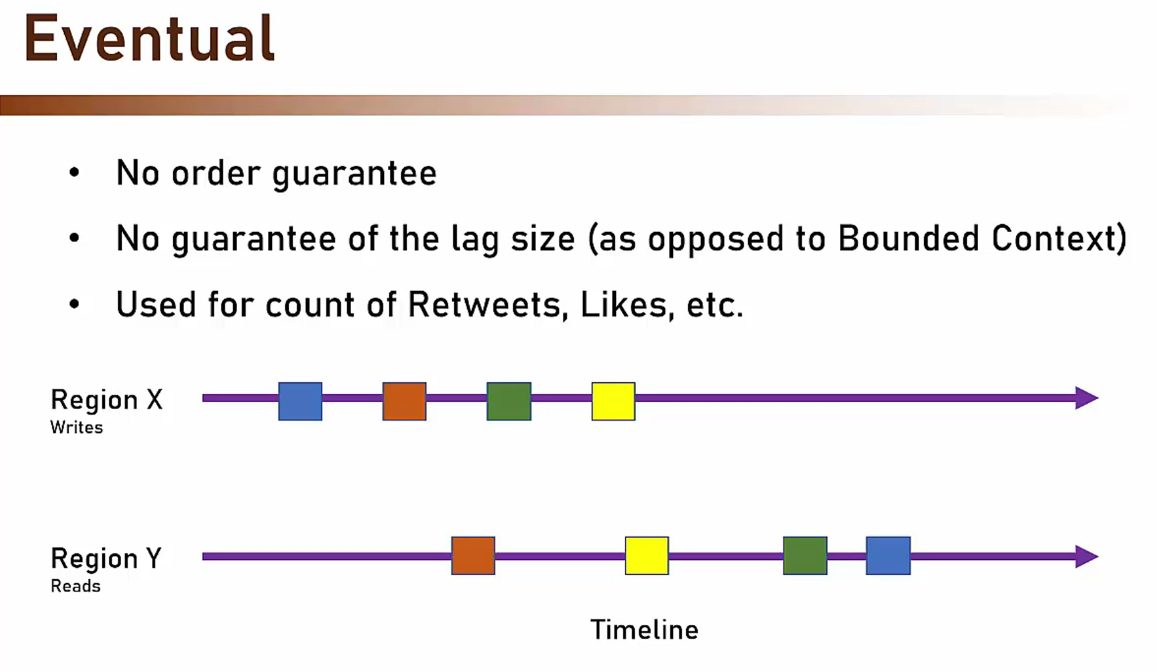 Eventual
• No order guarantee
• No guarantee of the lag size (as opposed to Bounded Context)
• Used for count of Retweets, Likes, etc.
Region X
Writes
Region Y
Reads
Timeline